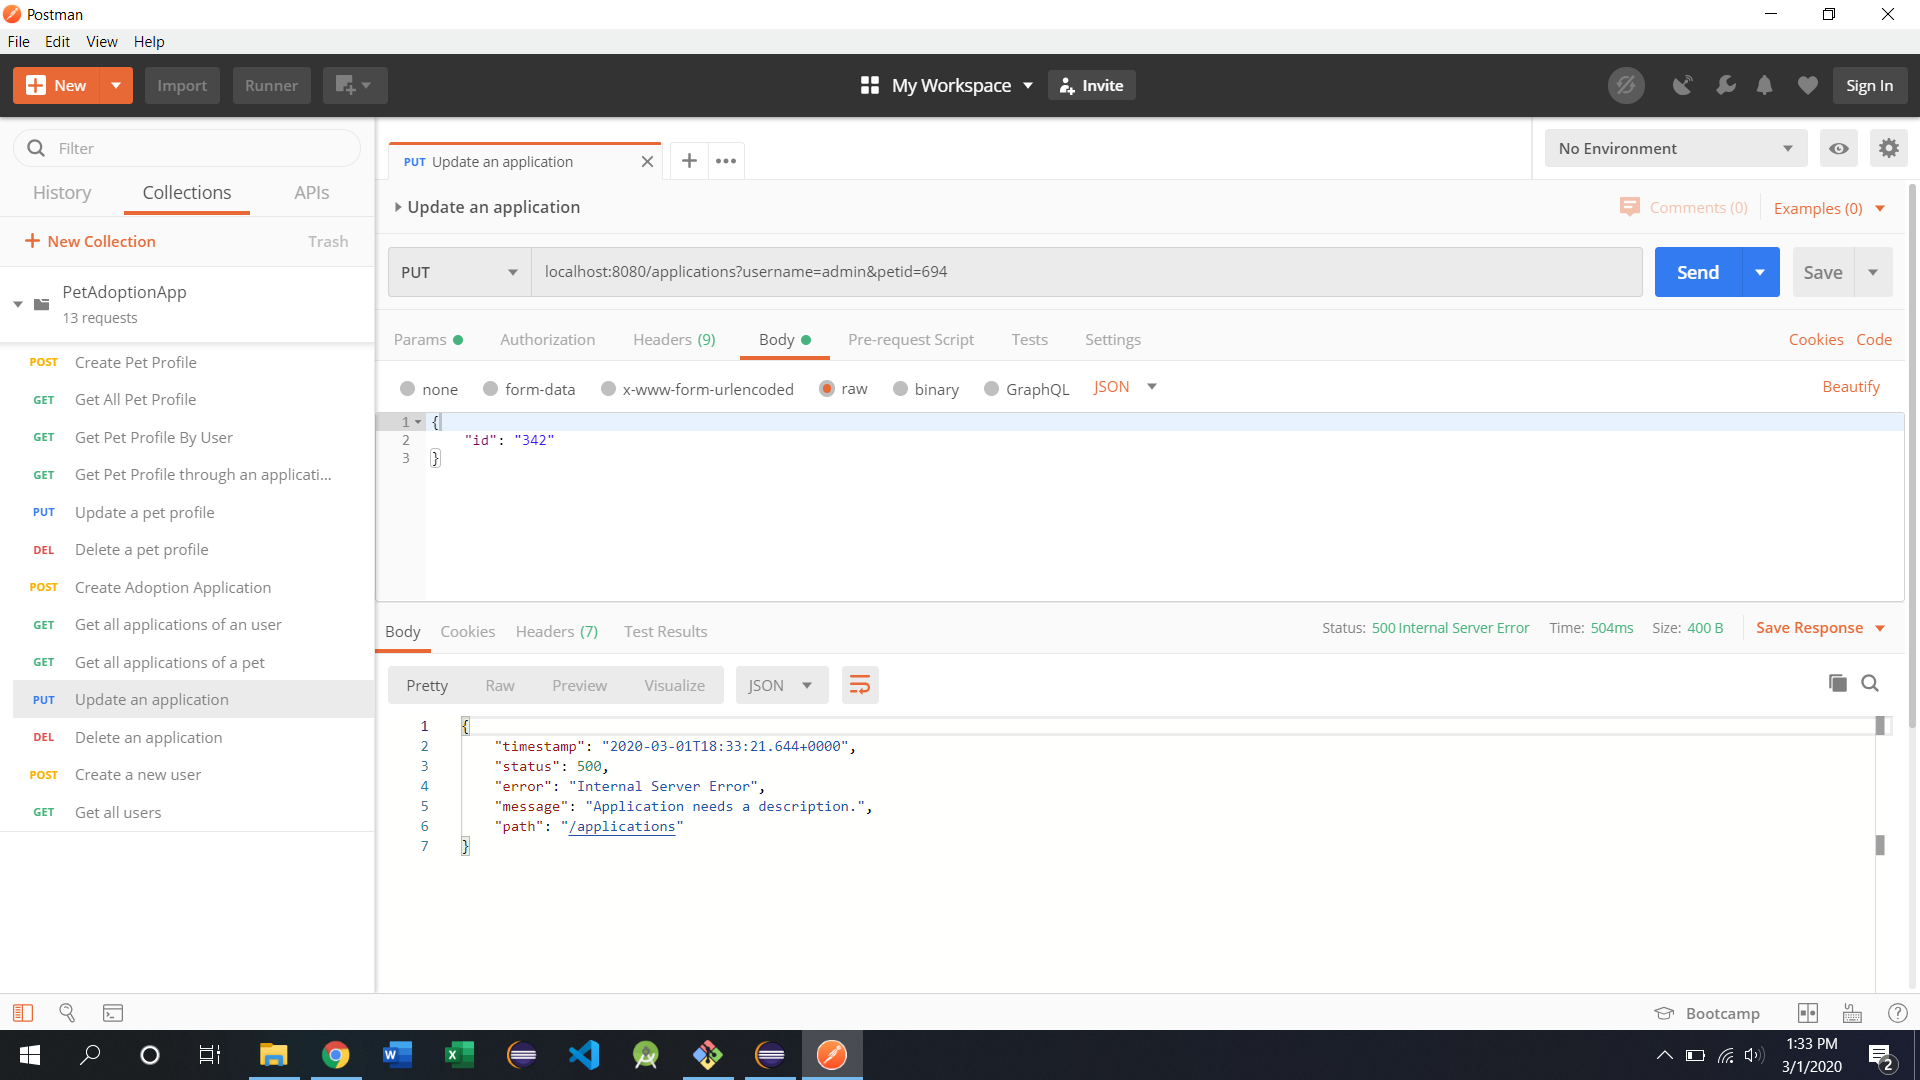 Postman
File Edit View Help
New Import Runner My Workspace Invite Sign In
Filter
History Collections APIs
New Collection Trash
PetAdoptionApp
13 requests
POST Create Pet Profile
GET Get All Pet Profile
GET Get Pet Profile By User
GET Get Pet Profile through an applicati...
PUT Update a pet profile
DEL Delete a pet profile
POST Create Adoption Application
GET Get all applications of an user
GET Get all applications of a pet
PUT Update an application
DEL Delete an application
POST Create a new user
GET Get all users
PUT Update an application
No Environment
Update an application
Comments (0) Examples (0)
PUT localhost:8080/applications?username=admin&petid=694 Send Save
Params Authorization Headers (9) Body Pre-request Script Tests Settings Cookies Code
none form-data x-www-form-urlencoded raw binary GraphQL JSON Beautify
1 {
2 "id": "342"
3 }
Body Cookies Headers (7) Test Results Status: 500 Internal Server Error Time: 504ms Size: 400 B Save Response
Pretty Raw Preview Visualize JSON
1 {
2 "timestamp": "2020-03-01T18:33:21.644+0000",
3 "status": 500,
4 "error": "Internal Server Error",
5 "message": "Application needs a description.",
6 "path": "/applications"
7 }
Bootcamp
1:33 PM
3/1/2020
2